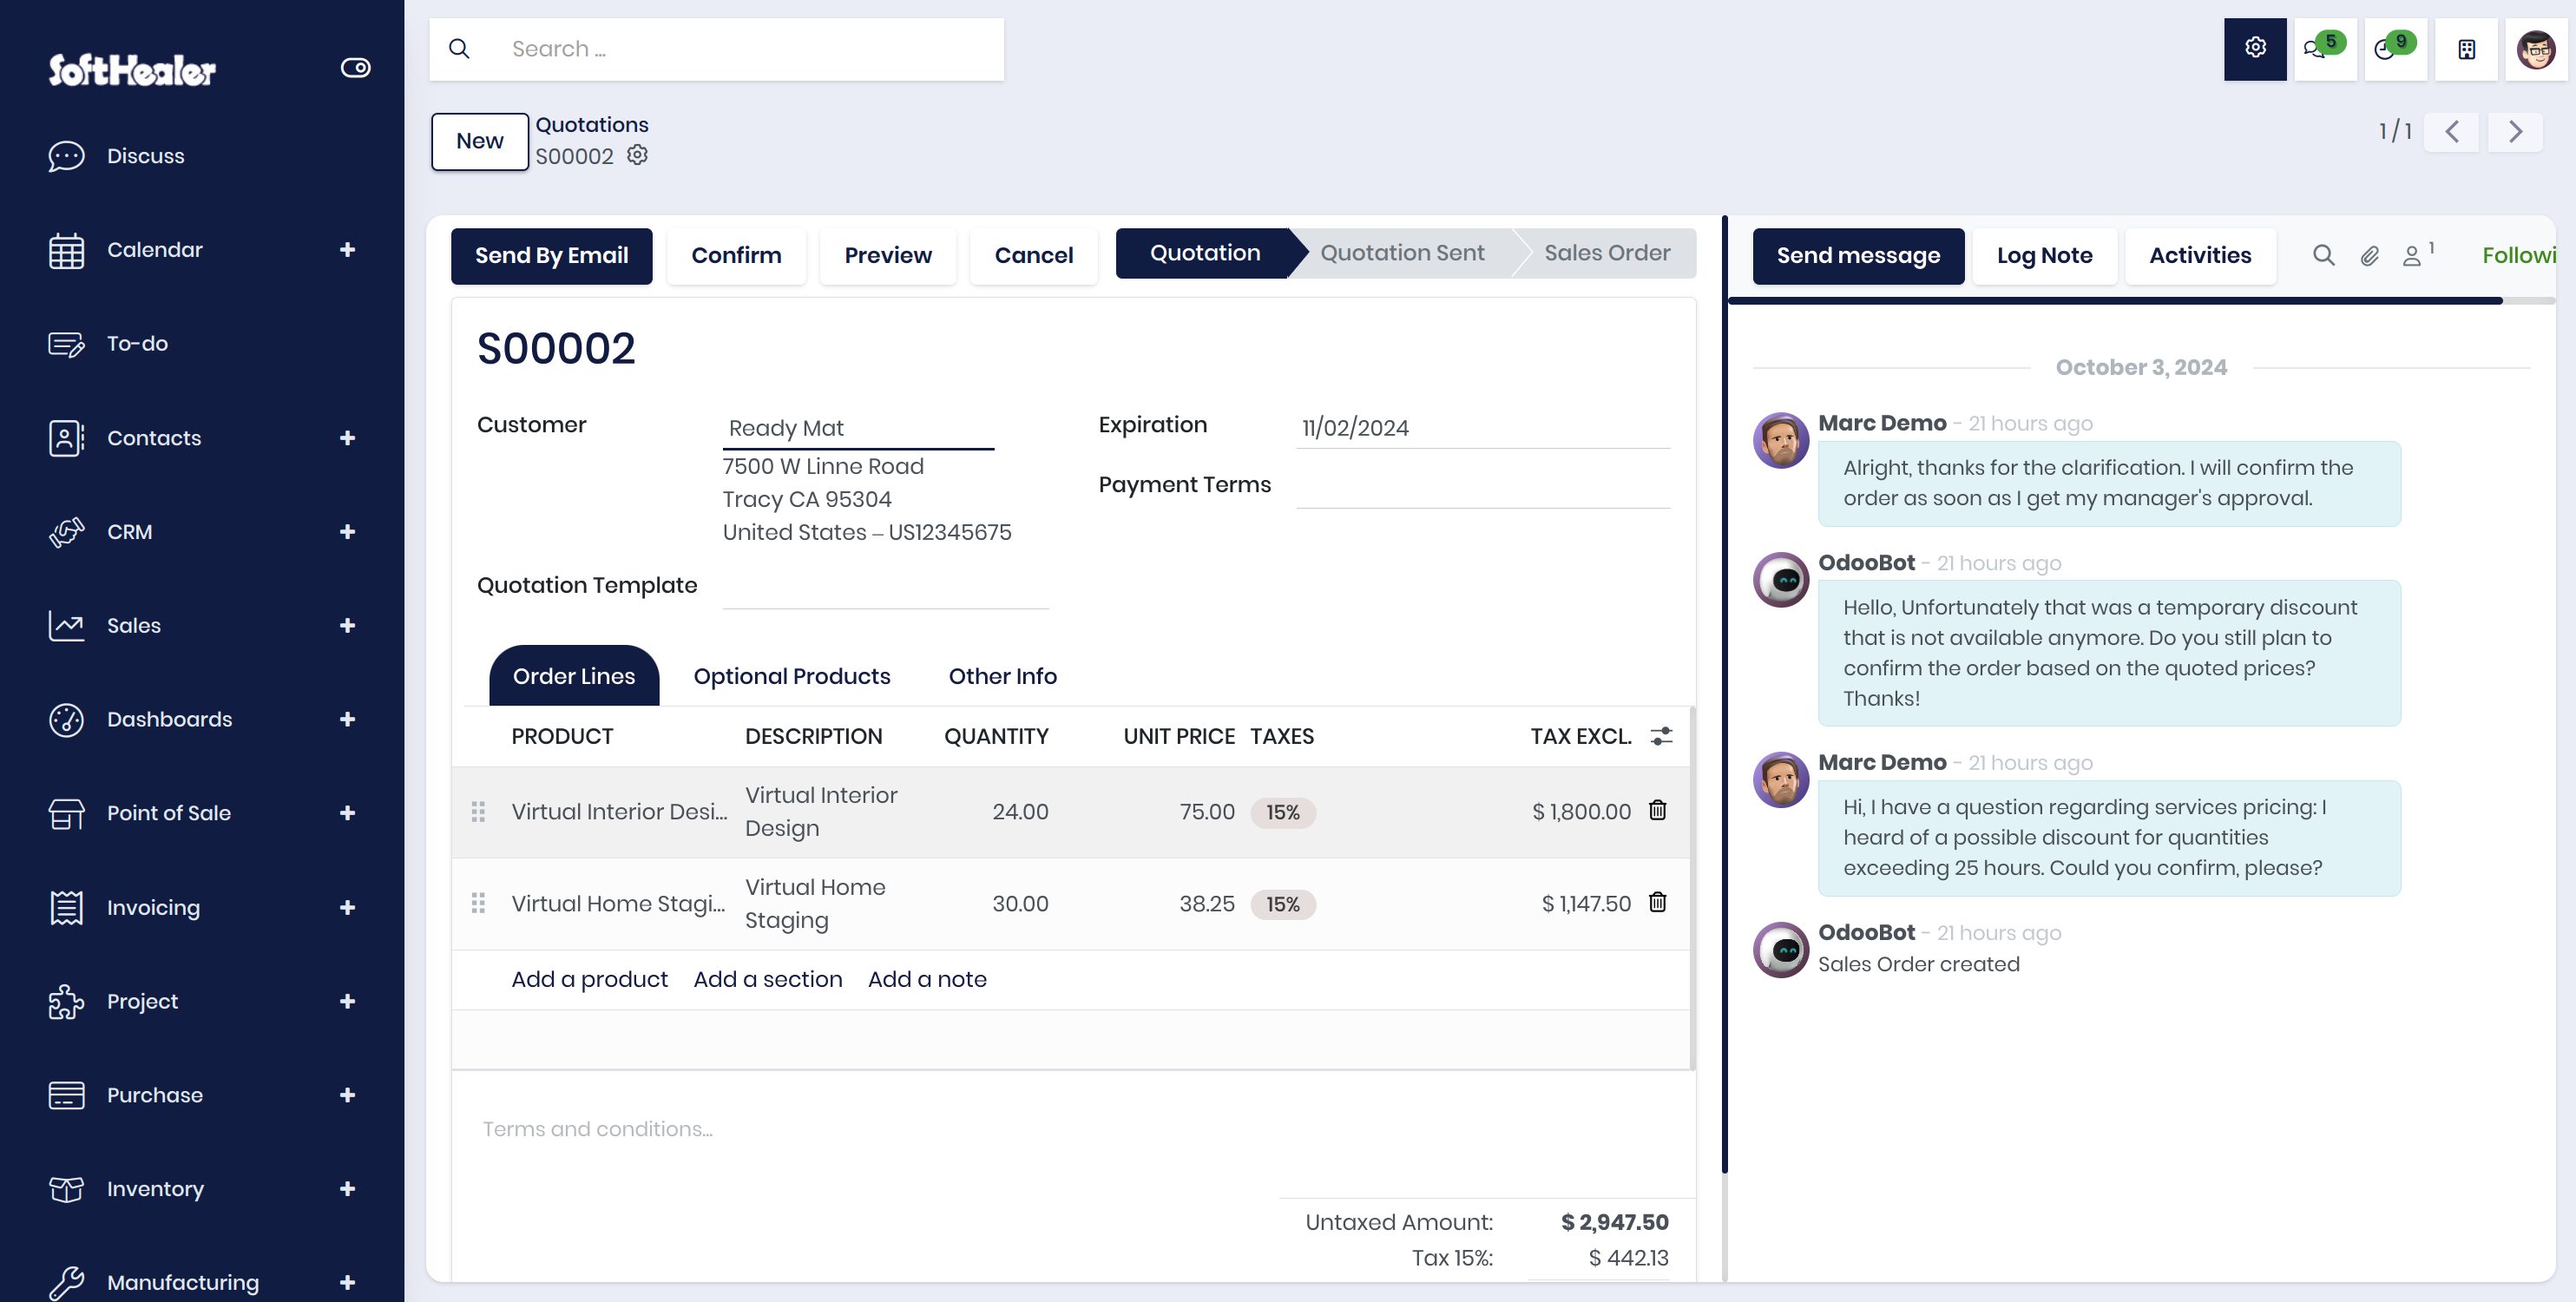 SoftHealer
Discuss
Calendar
To-do
Contacts
CRM
Sales
Dashboards
Point of Sale
Invoicing
Project
Purchase
Inventory
Manufacturing
Search ...
5
9
New
Quotations
S00002
1 / 1
Send By Email Confirm Preview Cancel
Quotation Quotation Sent Sales Order
S00002
Customer
Ready Mat
7500 W Linne Road
Tracy CA 95304
United States – US12345675
Expiration
11/02/2024
Payment Terms
Quotation Template
Order Lines Optional Products Other Info
PRODUCT DESCRIPTION QUANTITY UNIT PRICE TAXES TAX EXCL.
Virtual Interior Desi... Virtual Interior
Design
24.00 75.00 15% $ 1,800.00
Virtual Home Stagi... Virtual Home
Staging
30.00 38.25 15% $ 1,147.50
Add a product Add a section Add a note
Terms and conditions...
Untaxed Amount: $ 2,947.50
Tax 15%: $ 442.13
Send message Log Note Activities 1 Followi
October 3, 2024
Marc Demo - 21 hours ago
Alright, thanks for the clarification. I will confirm the
order as soon as I get my manager's approval.
OdooBot - 21 hours ago
Hello, Unfortunately that was a temporary discount
that is not available anymore. Do you still plan to
confirm the order based on the quoted prices?
Thanks!
Marc Demo - 21 hours ago
Hi, I have a question regarding services pricing: I
heard of a possible discount for quantities
exceeding 25 hours. Could you confirm, please?
OdooBot - 21 hours ago
Sales Order created